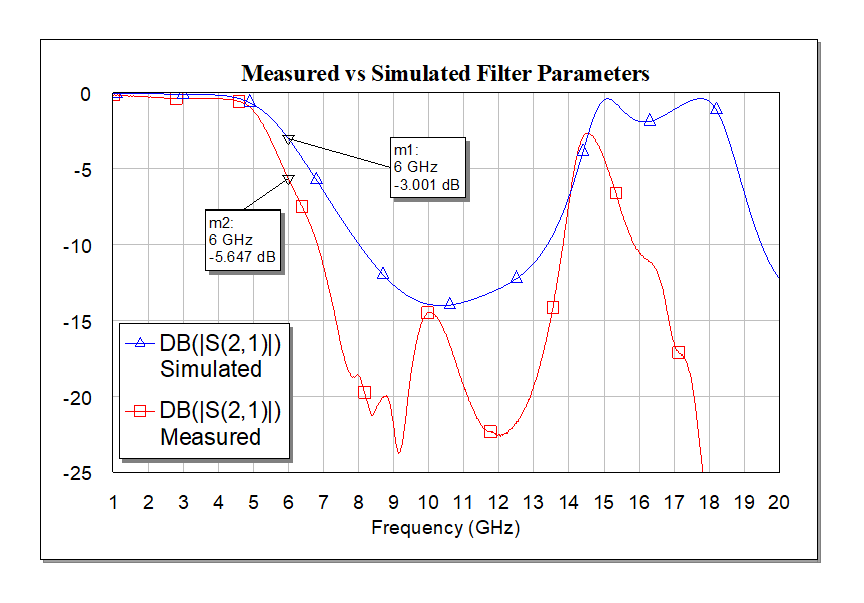 Measured vs Simulated Filter Parameters
0
-5
-10
-15
-20
-25
m1:
6 GHz
-3.001 dB
m2:
6 GHz
-5.647 dB
DB(|S(2,1)|)
Simulated
DB(|S(2,1)|)
Measured
1 2 3 4 5 6 7 8 9 10 11 12 13 14 15 16 17 18 19 20
Frequency (GHz)